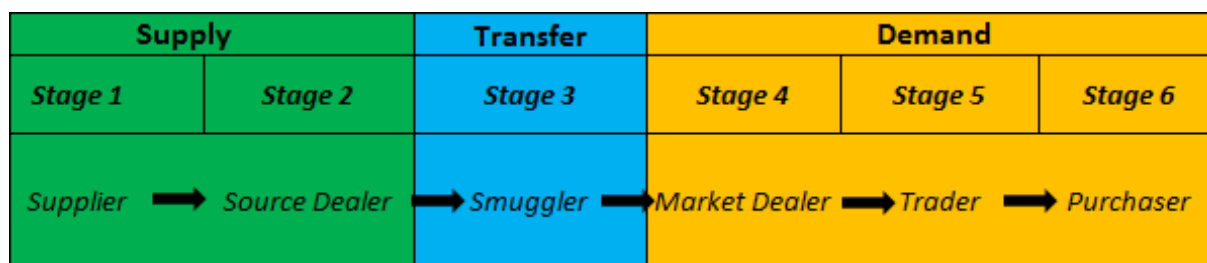 Supply Transfer Demand
Stage 1 Stage 2 Stage 3 Stage 4 Stage 5 Stage 6
Supplier Source Dealer Smuggler Market Dealer Trader Purchaser